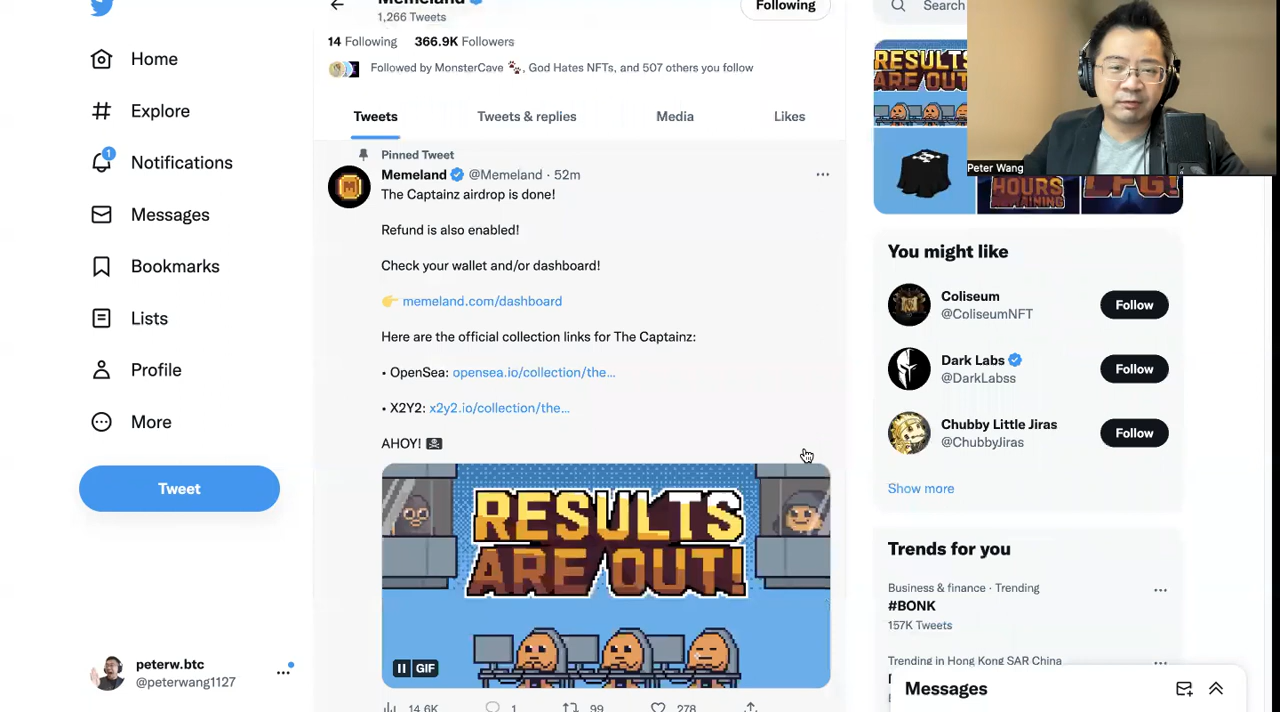 Home
Explore
1
Notifications
Messages
Bookmarks
Lists
Profile
More
Tweet
peterw.btc
@peterwang1127
Memeland
1,266 Tweets
Following
14 Following 366.9K Followers
Followed by MonsterCave 🐾, God Hates NFTs, and 507 others you follow
Tweets Tweets & replies Media Likes
Pinned Tweet
Memeland @Memeland · 52m
The Captainz airdrop is done!
Refund is also enabled!
Check your wallet and/or dashboard!
👉 memeland.com/dashboard
Here are the official collection links for The Captainz:
• OpenSea: opensea.io/collection/the...
• X2Y2: x2y2.io/collection/the...
AHOY! 🏴‍☠️
RESULTS
ARE OUT!
GIF
14.6K 1 99 278
Search
RESULTS
ARE OUT!
HOURS
REMAINING
LFG!
Peter Wang
You might like
Coliseum
@ColiseumNFT
Follow
Dark Labs
@DarkLabss
Follow
Chubby Little Jiras
@ChubbyJiras
Follow
Show more
Trends for you
Business & finance · Trending
#BONK
157K Tweets
Trending in Hong Kong SAR China
Messages